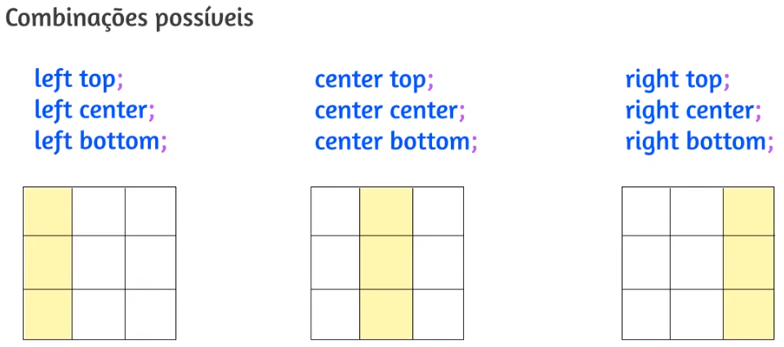 Combinações possíveis
left top;
left center;
left bottom;
center top;
center center;
center bottom;
right top;
right center;
right bottom;